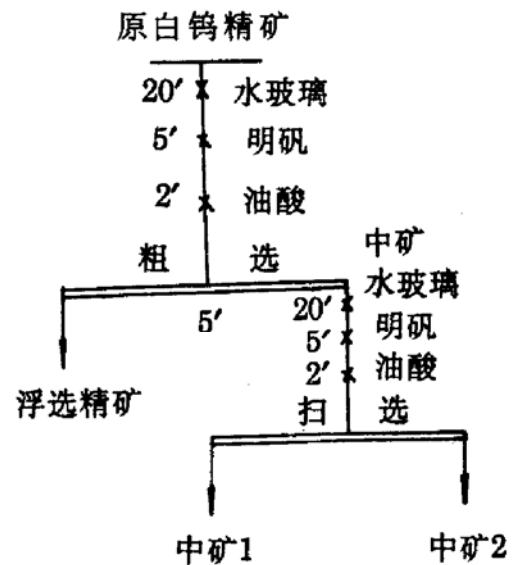 原白钨精矿
20′ 水玻璃
5′ 明矾
2′ 油酸
粗 选
5′
中矿
水玻璃
20′
明矾
5′
油酸
2′
扫 选
浮选精矿
中矿1
中矿2